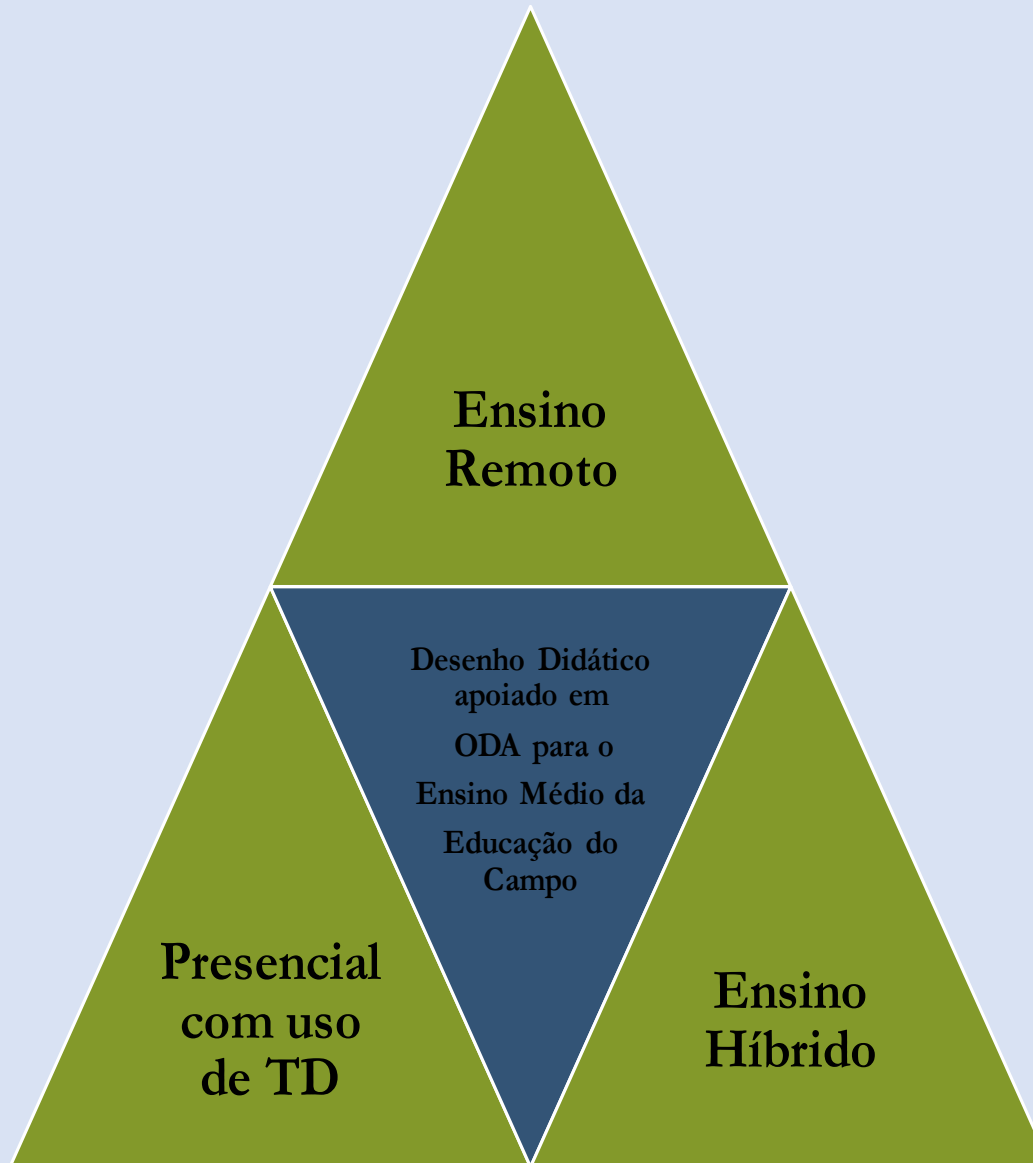 Ensino
Remoto
Desenho Didático
apoiado em
ODA para o
Ensino Médio da
Educação do
Campo
Presencial
com uso
de TD
Ensino
Híbrido